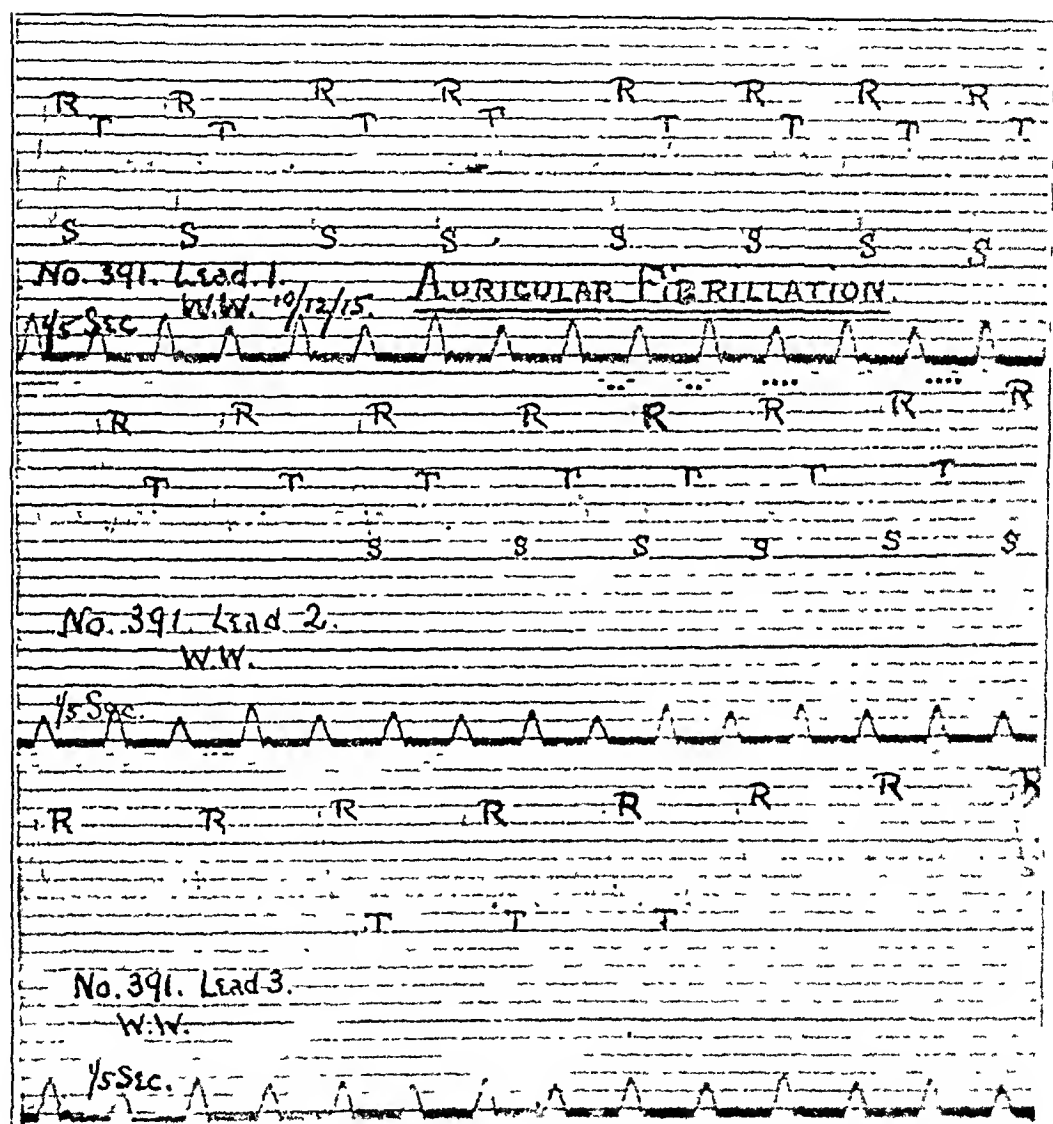 R R R R R R R R
T T T T T T T T
S S S S S S S S
No. 391. Lead 1. AURICULAR FIBRILLATION.
W.W. 10/12/15.
1/5 Sec
R R R R R R R R
T T T T T T T
S S S S S S
No. 391. Lead 2.
W.W.
1/5 Sec.
R R R R R R R R
T T T
No. 391. Lead 3.
W.W.
1/5 Sec.